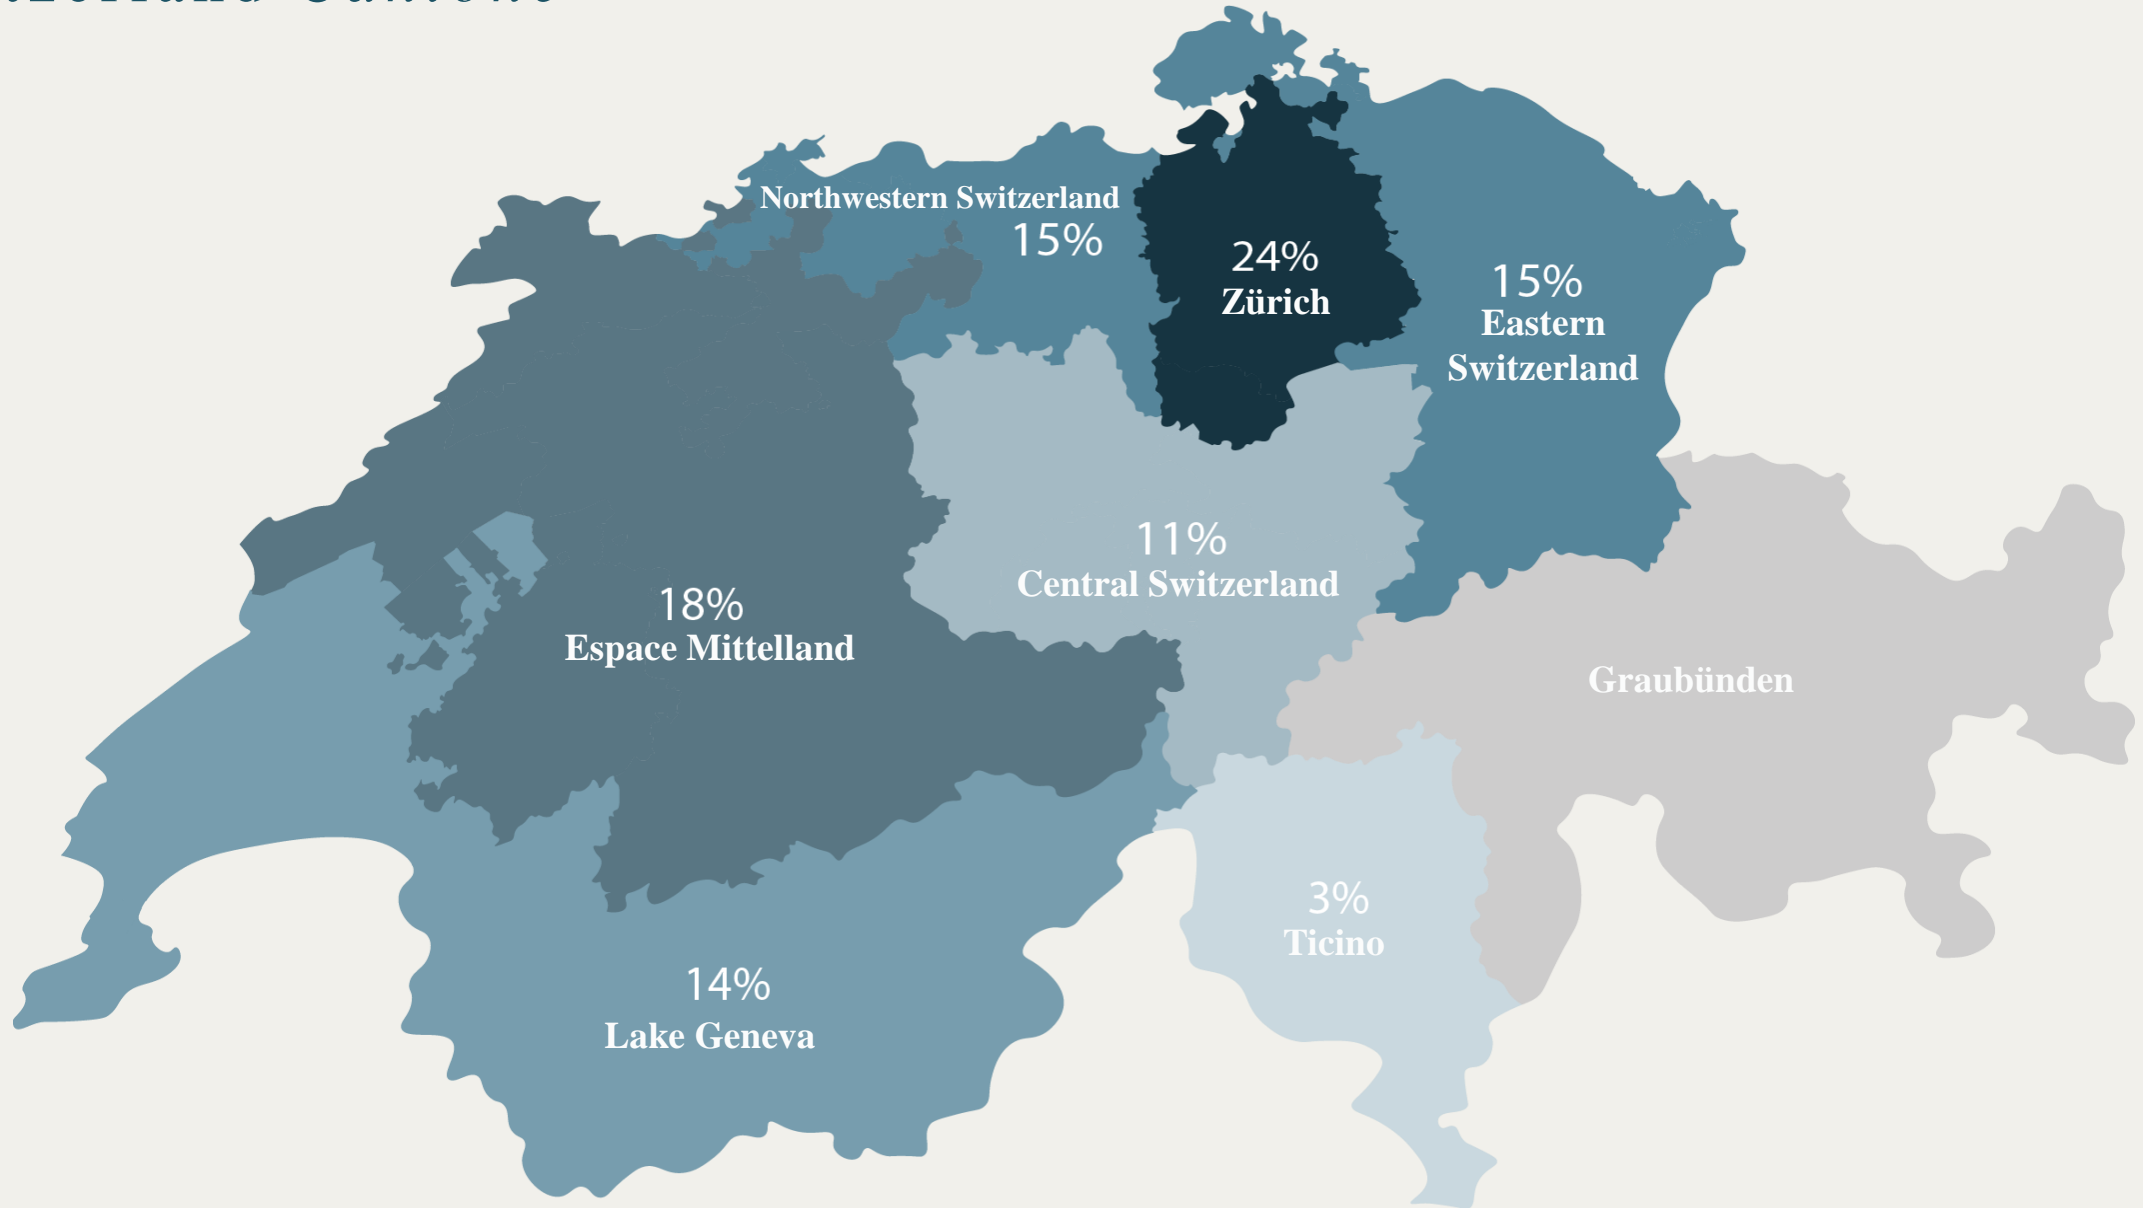 Northwestern Switzerland
15%
24%
Zürich
15%
Eastern
Switzerland
11%
Central Switzerland
18%
Espace Mittelland
Graubünden
3%
Ticino
14%
Lake Geneva